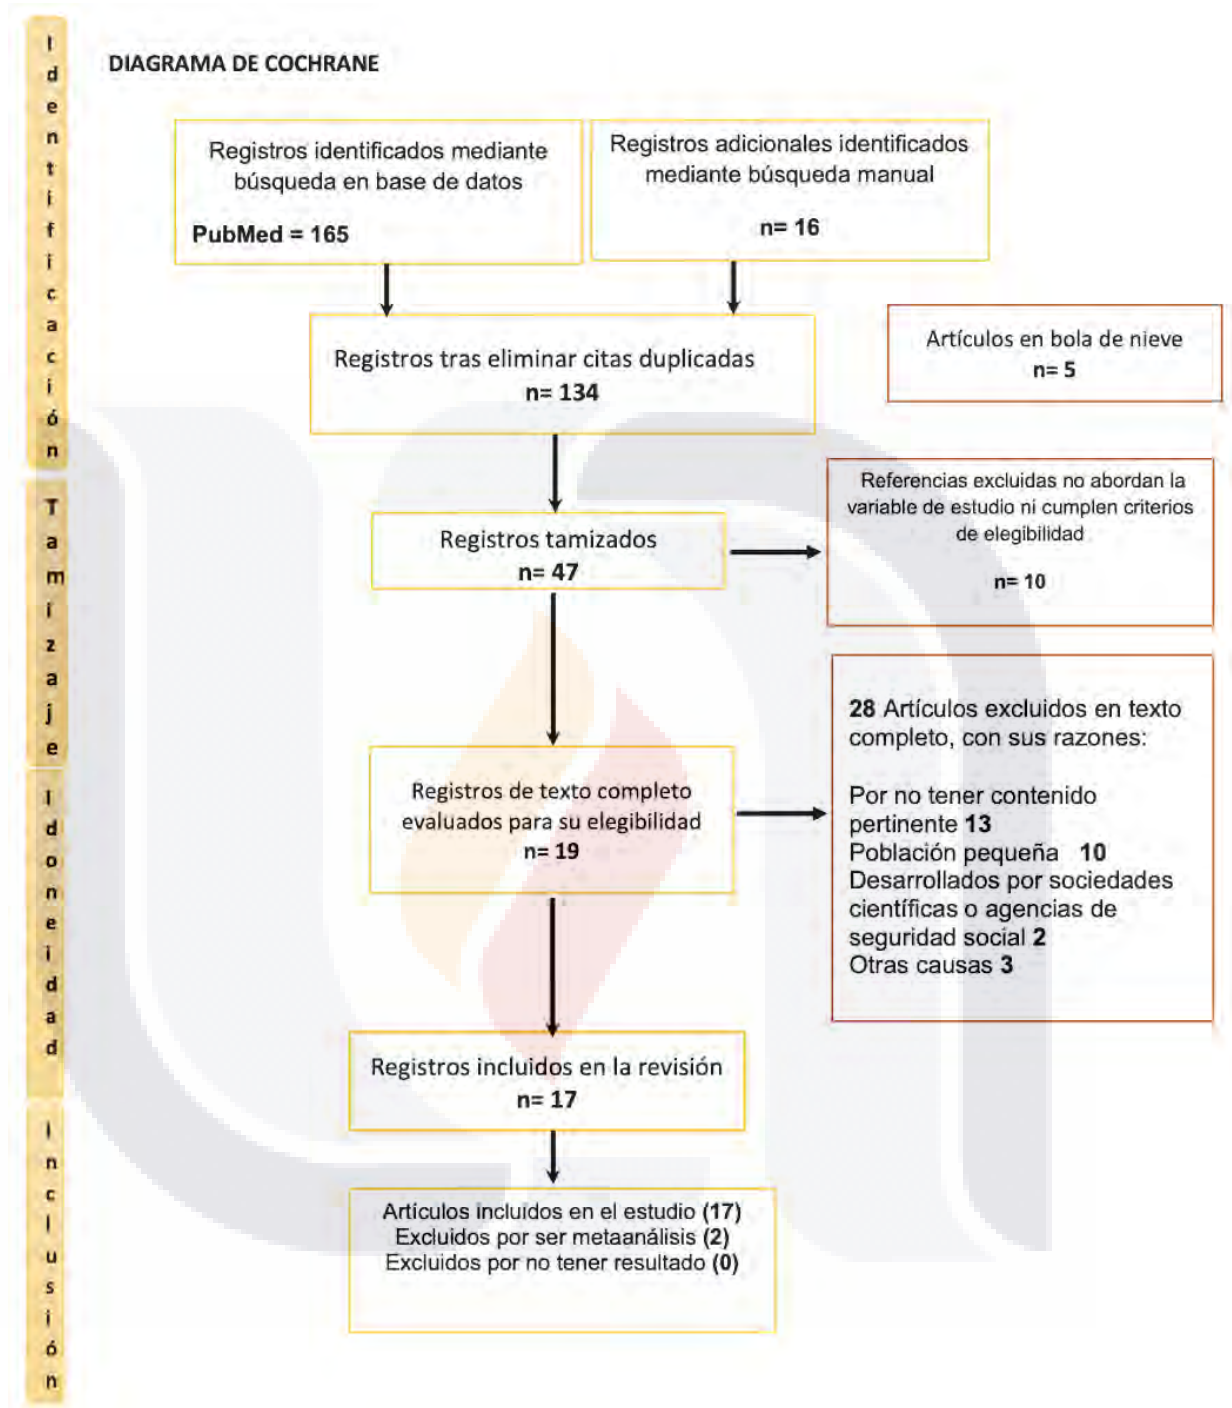 Identificación
DIAGRAMA DE COCHRANE
Registros identificados mediante
búsqueda en base de datos
PubMed = 165
Registros adicionales identificados
mediante búsqueda manual
n= 16
Registros tras eliminar citas duplicadas
n= 134
Artículos en bola de nieve
n= 5
Tamizaje
Registros tamizados
n= 47
Referencias excluidas no abordan la
variable de estudio ni cumplen criterios
de elegibilidad
n= 10
Idoneidad
Registros de texto completo
evaluados para su elegibilidad
n= 19
28 Artículos excluidos en texto
completo, con sus razones:
Por no tener contenido
pertinente 13
Población pequeña 10
Desarrollados por sociedades
científicas o agencias de
seguridad social 2
Otras causas 3
Registros incluidos en la revisión
n= 17
Inclusión
Artículos incluidos en el estudio (17)
Excluidos por ser metaanálisis (2)
Excluidos por no tener resultado (0)